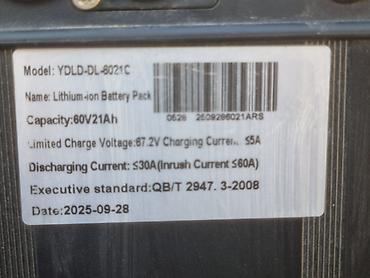 Model: YDLD-DL-6021C
Name: Lithium-ion Battery Pack
Capacity:60V21Ah
0528 2509286021ARS
Limited Charge Voltage:67.2V Charging Current: ≤5A
Discharging Current: ≤30A(Inrush Current ≤60A)
Executive standard:QB/T 2947. 3-2008
Date:2025-09-28